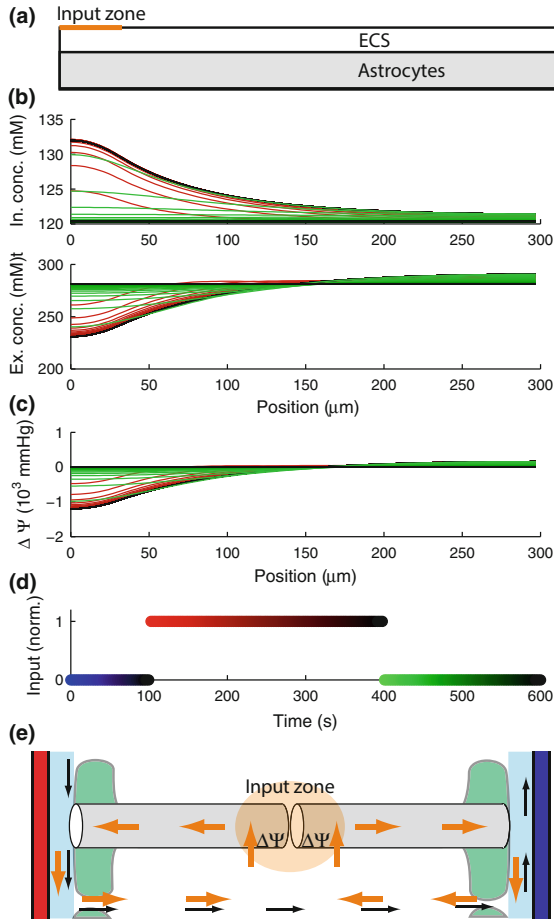 (a)
Input zone
ECS
Astrocytes
(b)
In. conc. (mM)
135
130
125
120
0 50 100 150 200 250 300
Ex. conc. (mM)t
300
250
200
0 50 100 150 200 250 300
Position (μm)
(c)
Δ Ψ (10³ mmHg)
1
0
−1
−2
0 50 100 150 200 250 300
Position (μm)
(d)
Input (norm.)
1
0
0 100 200 300 400 500 600
Time (s)
(e)
Input zone
ΔΨ ΔΨ